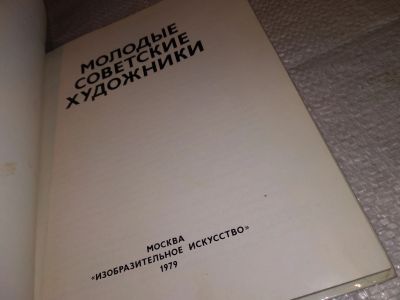 МОЛОДЫЕ
СОВЕТСКИЕ
ХУДОЖНИКИ
МОСКВА
«ИЗОБРАЗИТЕЛЬНОЕ ИСКУССТВО»
1979